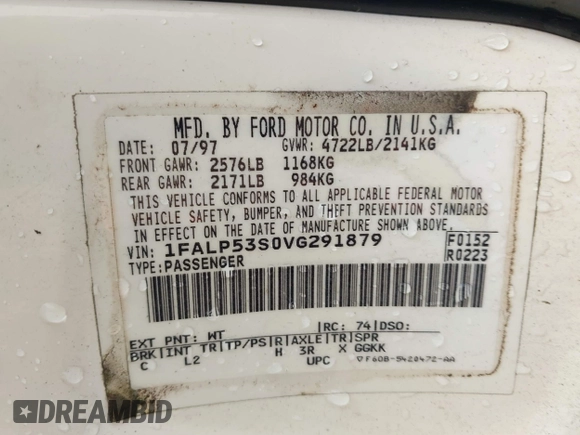 MFD. BY FORD MOTOR CO. IN U.S.A.
DATE: 07/97 GVWR: 4722LB/2141KG
FRONT GAWR: 2576LB 1168KG
REAR GAWR: 2171LB 984KG
THIS VEHICLE CONFORMS TO ALL APPLICABLE FEDERAL MOTOR
VEHICLE SAFETY, BUMPER, AND THEFT PREVENTION STANDARDS
IN EFFECT ON THE DATE OF MANUFACTURE SHOWN ABOVE.
VIN: 1FALP53S0VG291879 F0152
TYPE: PASSENGER R0223
EXT PNT: WT RC: 74 DSO:
BRK INT TR TP/PS R AXLE TR SPR
C L2 H 3R X GGKK
UPC ▽F60B-5420472-AA
DREAMBID